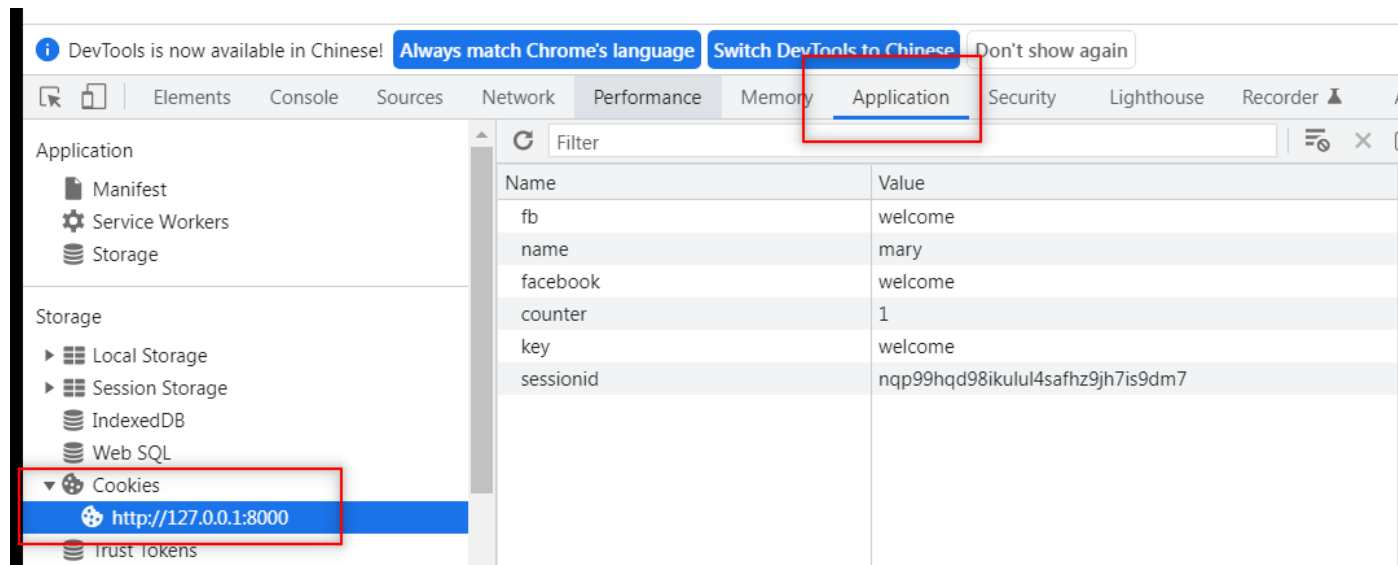 DevTools is now available in Chinese! Always match Chrome's language Switch DevTools to Chinese Don't show again
Elements Console Sources Network Performance Memory Application Security Lighthouse Recorder
Application
Manifest
Service Workers
Storage
Storage
Local Storage
Session Storage
IndexedDB
Web SQL
Cookies
http://127.0.0.1:8000
Trust Tokens
Filter
Name Value
fb welcome
name mary
facebook welcome
counter 1
key welcome
sessionid nqp99hqd98ikulul4safhz9jh7is9dm7